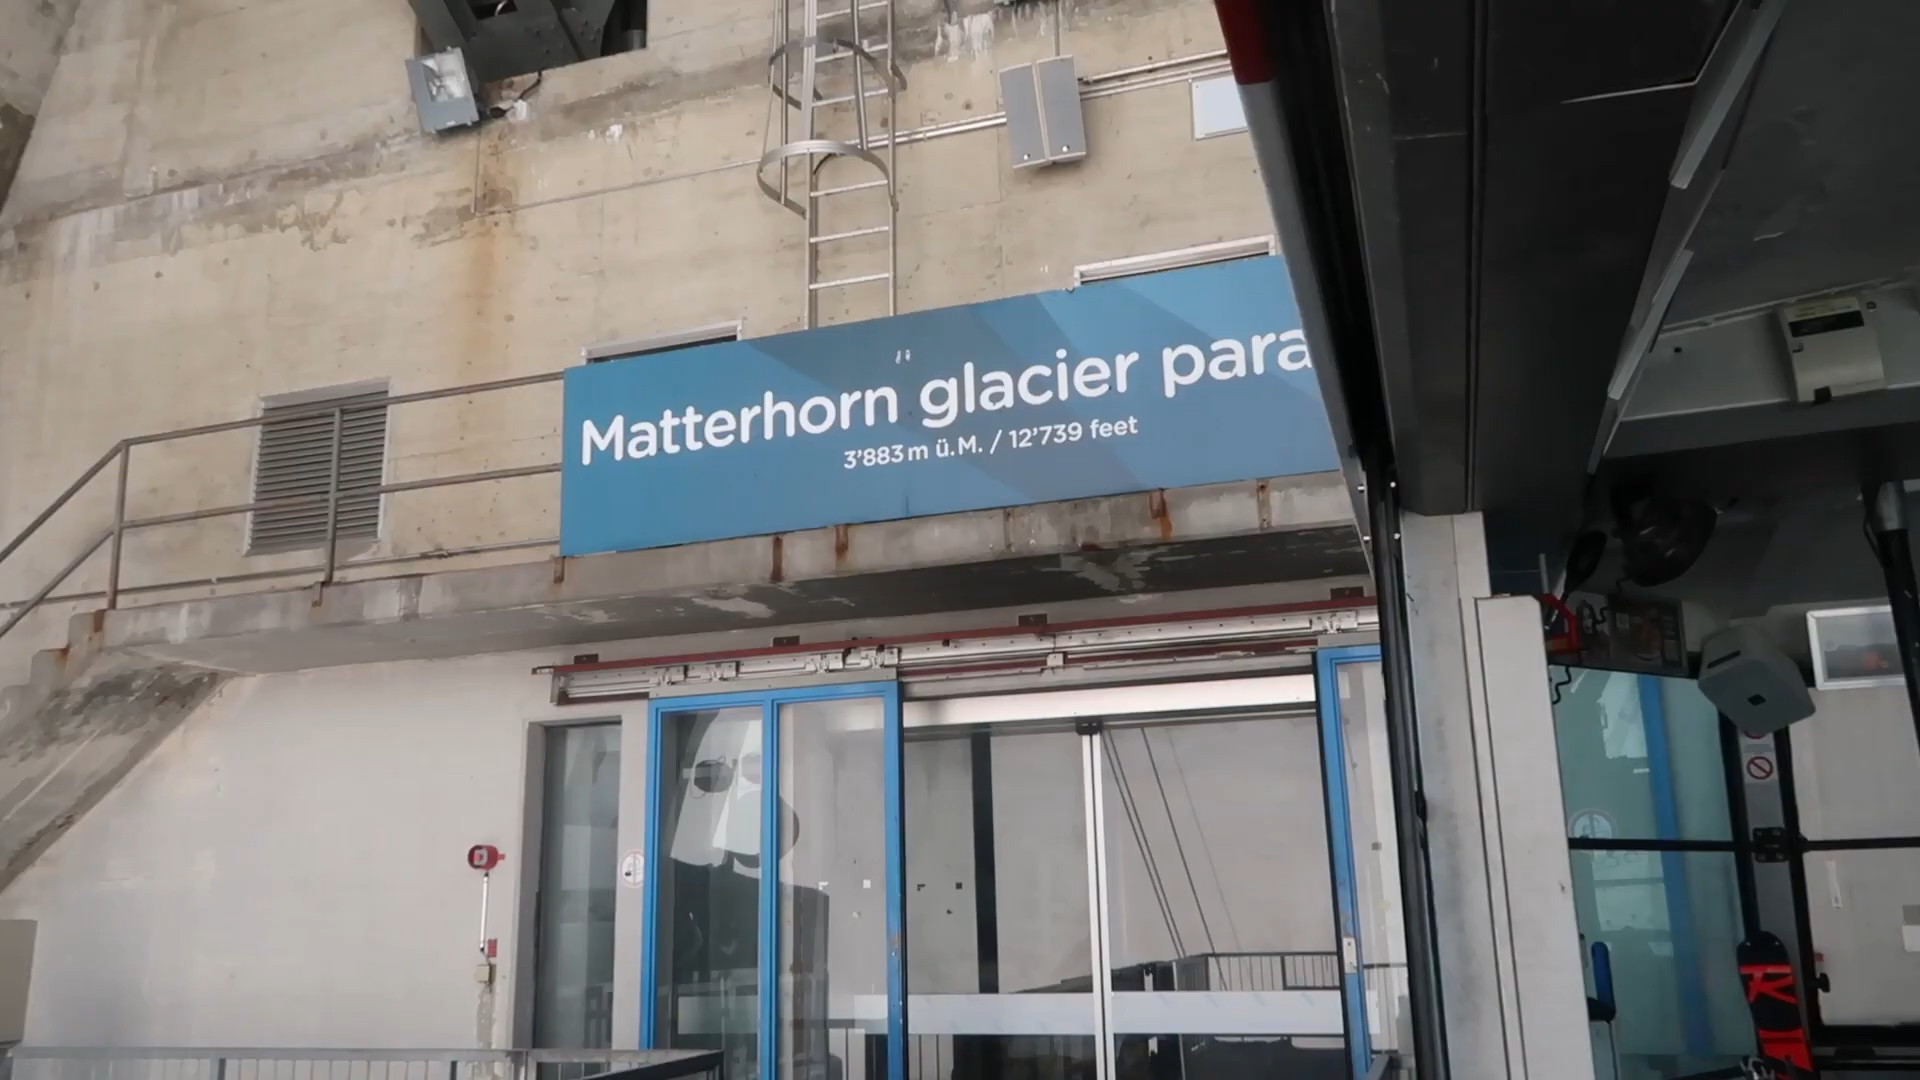 Matterhorn glacier para
3'883 m ü.M. / 12'739 feet